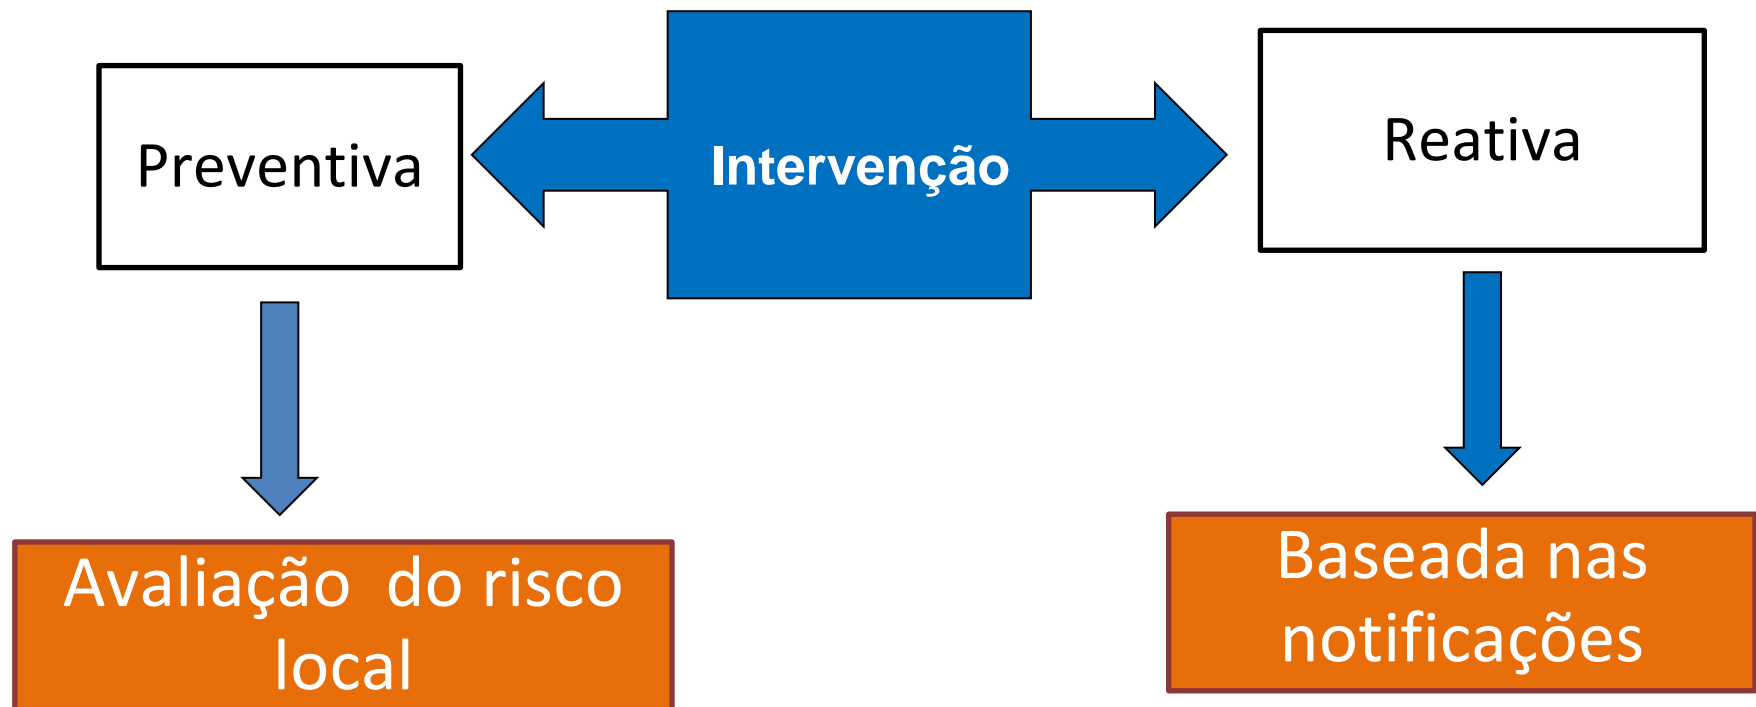 Preventiva
Intervenção
Reativa
Avaliação do risco
local
Baseada nas
notificações